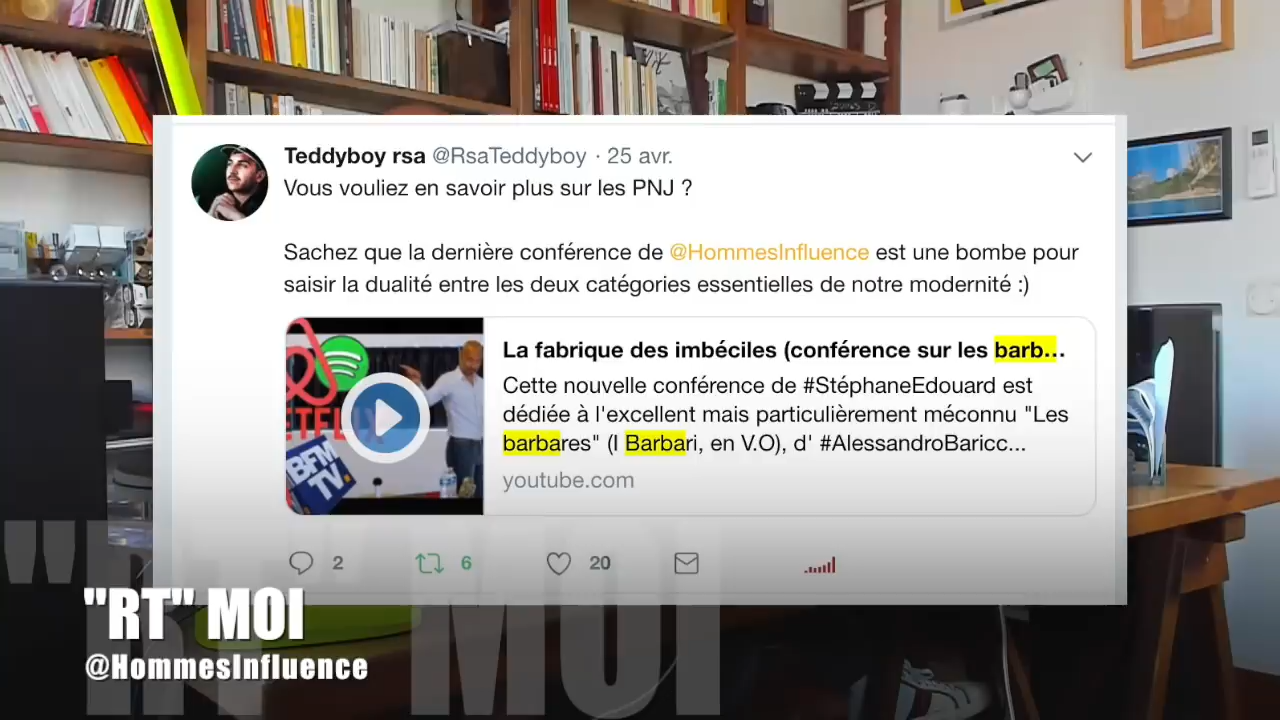 Teddyboy rsa @RsaTeddyboy · 25 avr.
Vous vouliez en savoir plus sur les PNJ ?
Sachez que la dernière conférence de @HommesInfluence est une bombe pour
saisir la dualité entre les deux catégories essentielles de notre modernité :)
La fabrique des imbéciles (conférence sur les barb...
Cette nouvelle conférence de #StéphaneEdouard est
dédiée à l'excellent mais particulièrement méconnu "Les
barbares" (I Barbari, en V.O), d' #AlessandroBaricc...
youtube.com
BFM
TV.
2 6 20
"RT" MOI
"RT" MOI
@HommesInfluence